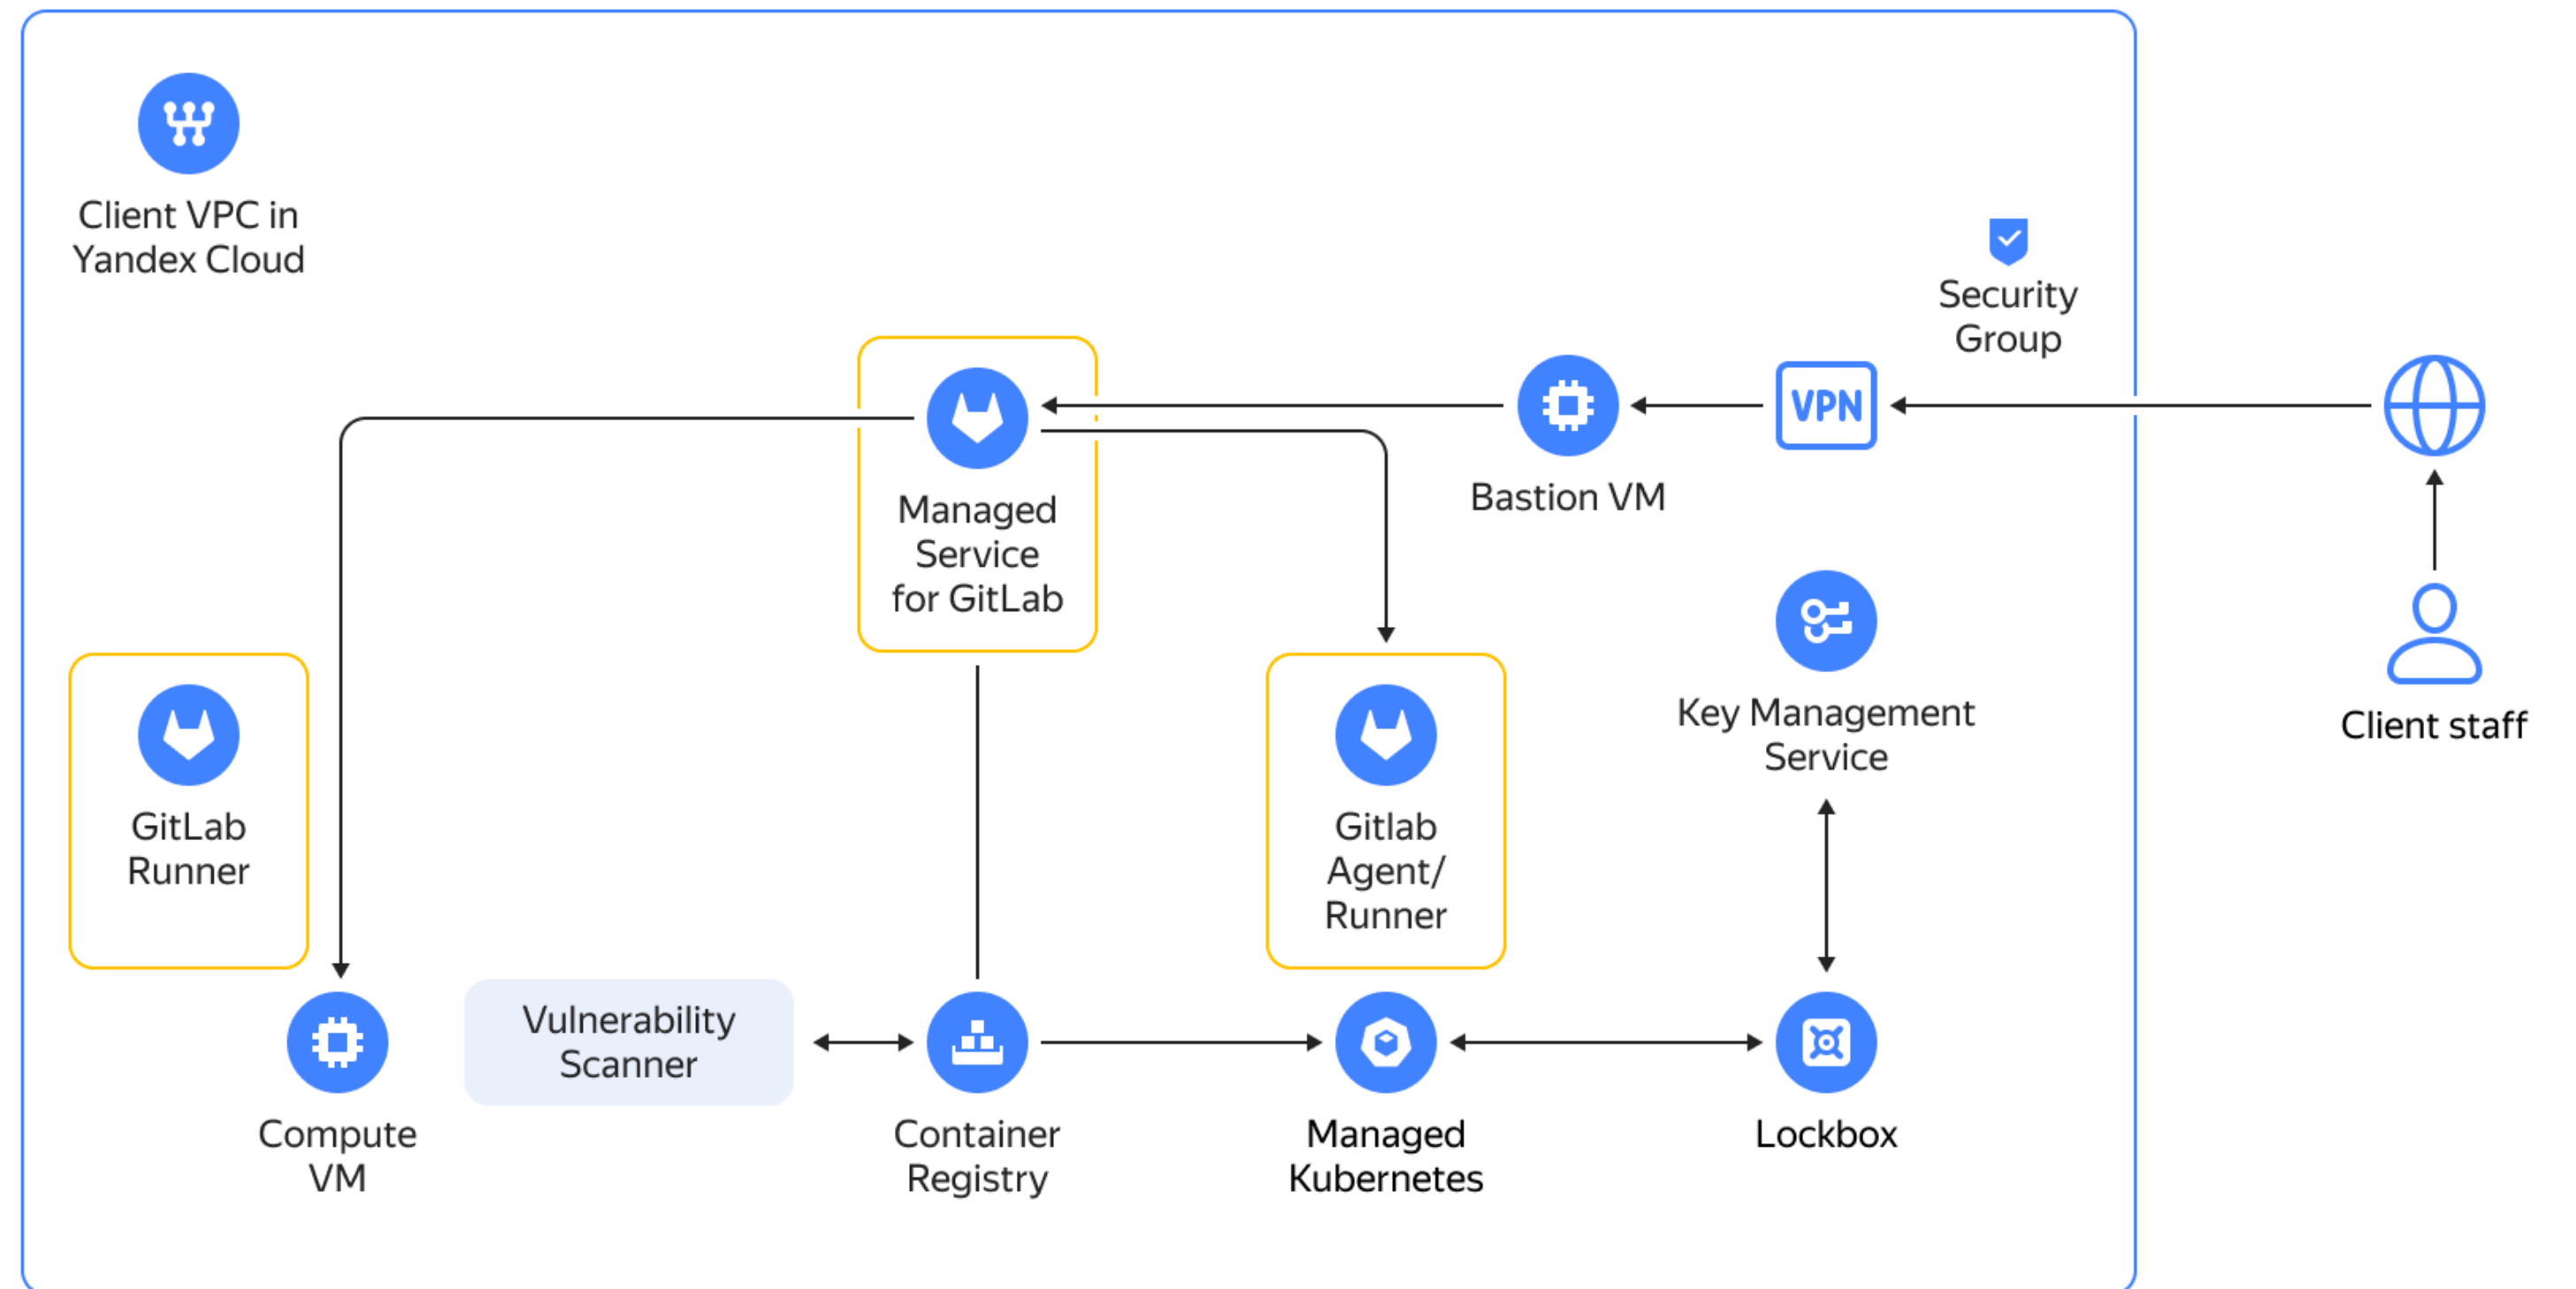 Client VPC in
Yandex Cloud
Security
Group
VPN
Bastion VM
Managed
Service
for GitLab
GitLab
Runner
Gitlab
Agent/
Runner
Key Management
Service
Client staff
Vulnerability
Scanner
Compute
VM
Container
Registry
Managed
Kubernetes
Lockbox